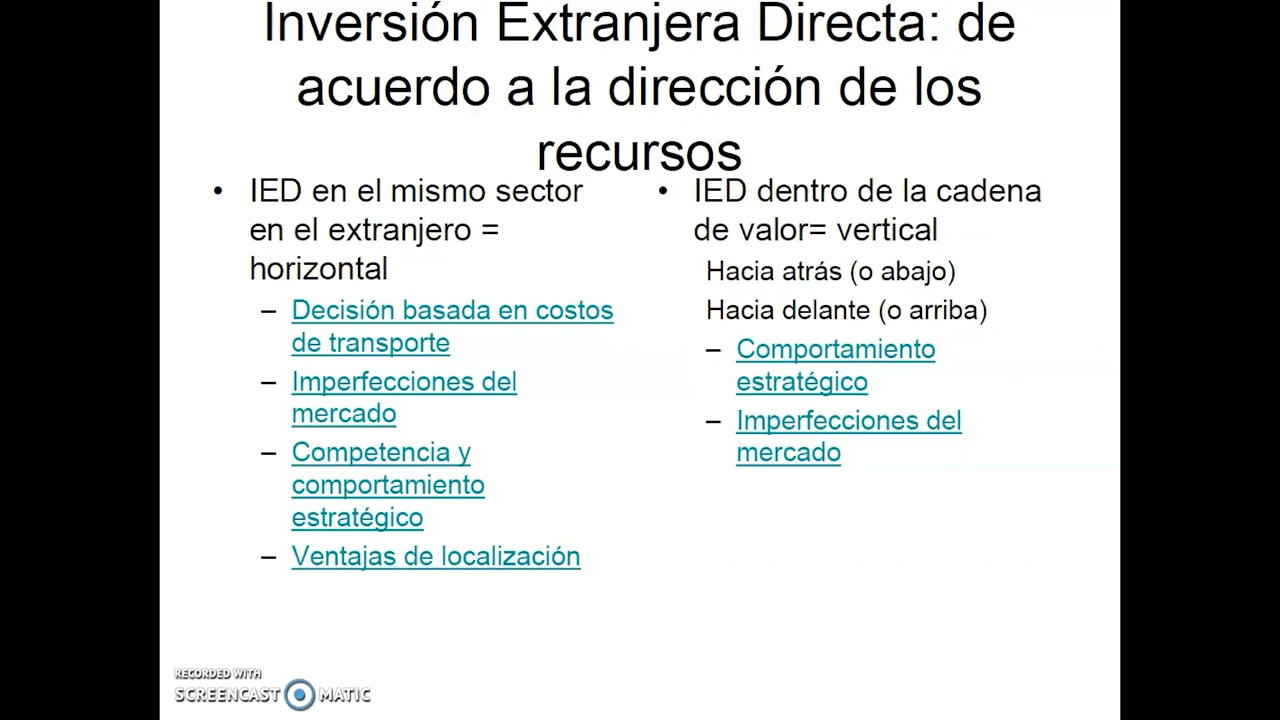 Inversión Extranjera Directa: de
acuerdo a la dirección de los
recursos
• IED en el mismo sector
en el extranjero =
horizontal
– Decisión basada en costos
de transporte
– Imperfecciones del
mercado
– Competencia y
comportamiento
estratégico
– Ventajas de localización
• IED dentro de la cadena
de valor= vertical
Hacia atrás (o abajo)
Hacia delante (o arriba)
– Comportamiento
estratégico
– Imperfecciones del
mercado
RECORDED WITH
SCREENCAST MATIC